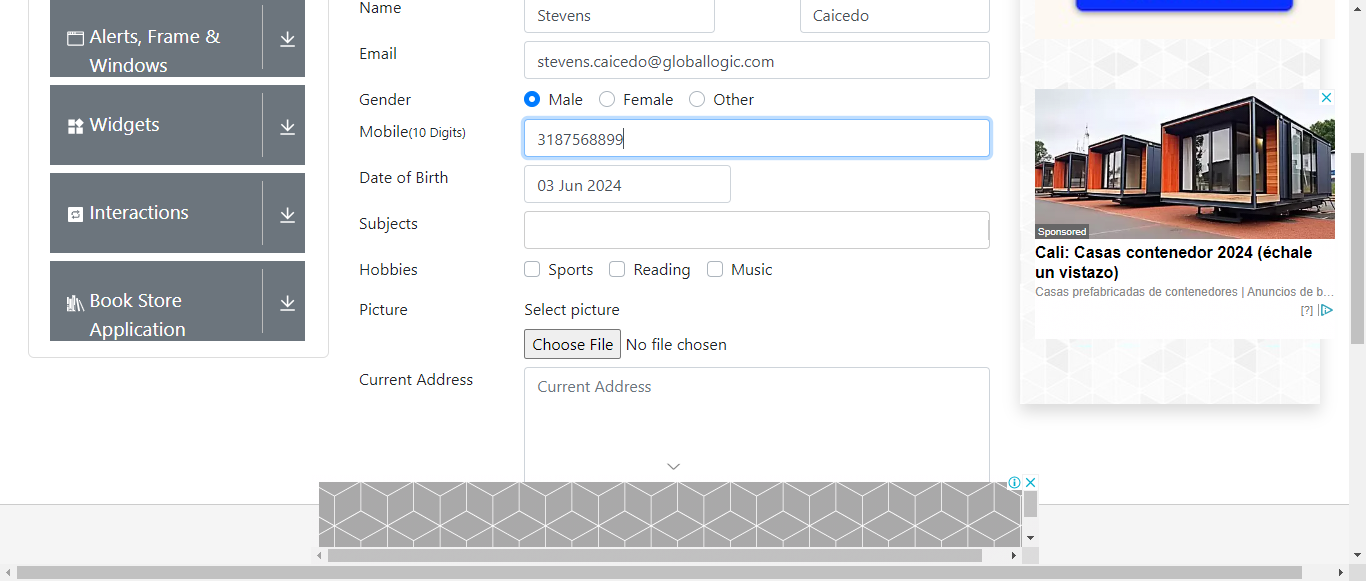 Alerts, Frame &
Windows
Widgets
Interactions
Book Store
Application
Name
Stevens
Caicedo
Email
stevens.caicedo@globallogic.com
Gender
Male
Female
Other
Mobile(10 Digits)
3187568899
Date of Birth
03 Jun 2024
Subjects
Hobbies
Sports
Reading
Music
Picture
Select picture
Choose File
No file chosen
Current Address
Current Address
Sponsored
Cali: Casas contenedor 2024 (échale
un vistazo)
Casas prefabricadas de contenedores | Anuncios de b...
[?]